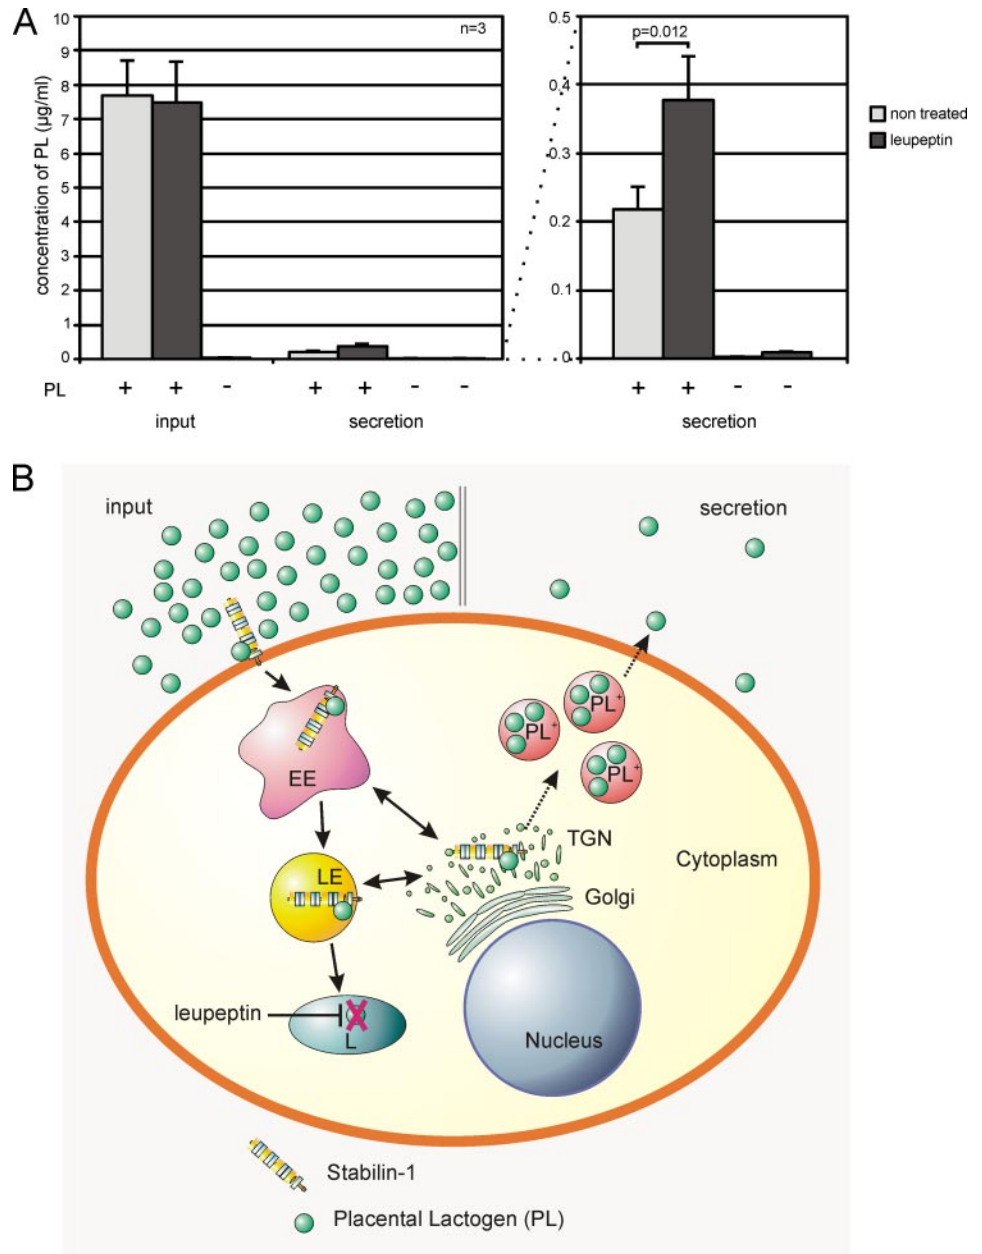 A
concentration of PL (µg/ml)
10
9
8
7
6
5
4
3
2
1
0
n=3
PL + + - + + - -
input secretion
0.5
0.4
0.3
0.2
0.1
0
p=0.012
+ + - -
secretion
non treated
leupeptin
B
input
secretion
EE
PL+
PL+
PL+
TGN
LE
Golgi
Cytoplasm
leupeptin
L
Nucleus
Stabilin-1
Placental Lactogen (PL)